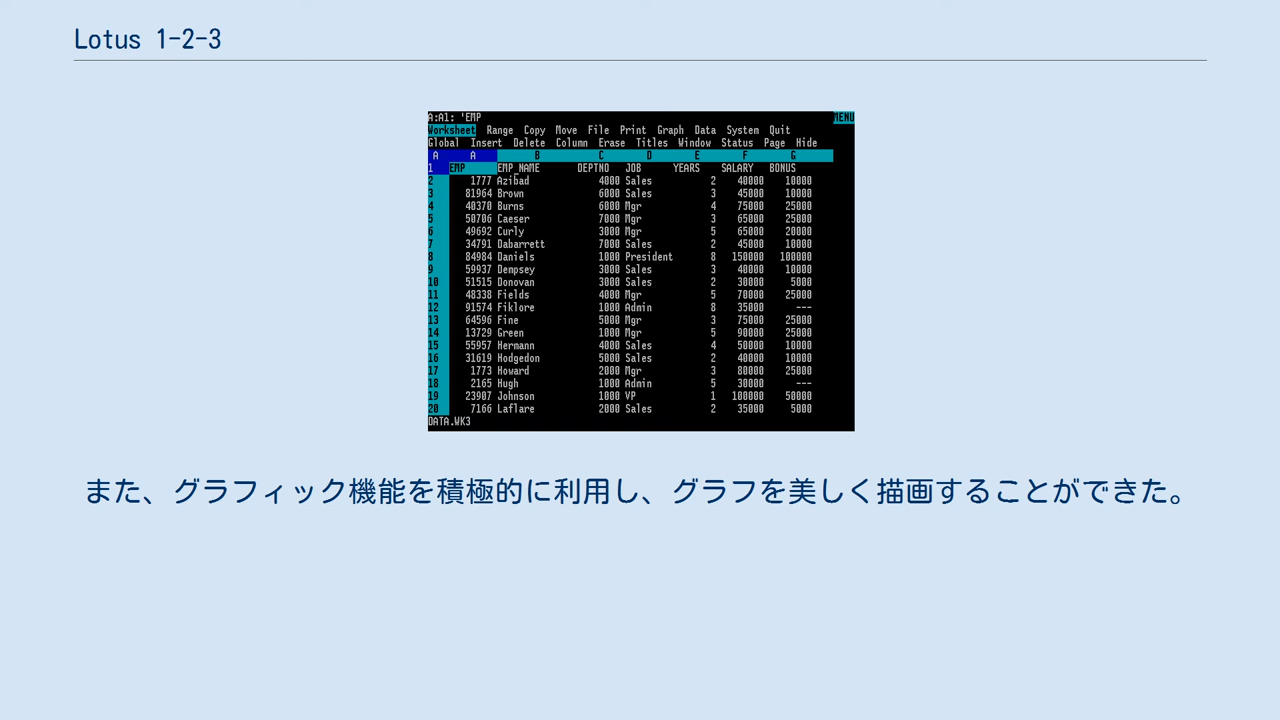 Lotus 1-2-3
A:A1: 'EMP MENU
Worksheet Range Copy Move File Print Graph Data System Quit
Global Insert Delete Column Erase Titles Window Status Page Hide
A A B C D E F G
1 EMP EMP_NAME DEPTNO JOB YEARS SALARY BONUS
2 1777 Azibad 4000 Sales 2 40000 10000
3 81964 Brown 6000 Sales 3 45000 10000
4 40370 Burns 6000 Mgr 4 75000 25000
5 50706 Caeser 7000 Mgr 3 65000 25000
6 49692 Curly 3000 Mgr 5 65000 20000
7 34791 Dabarrett 7000 Sales 2 45000 10000
8 84984 Daniels 1000 President 8 150000 100000
9 59937 Dempsey 3000 Sales 3 40000 10000
10 51515 Donovan 3000 Sales 2 30000 5000
11 48338 Fields 4000 Mgr 5 70000 25000
12 91574 Fiklore 1000 Admin 8 35000 ---
13 64596 Fine 5000 Mgr 3 75000 25000
14 13729 Green 1000 Mgr 5 90000 25000
15 55957 Hermann 4000 Sales 4 50000 10000
16 31619 Hodgedon 5000 Sales 2 40000 10000
17 1773 Howard 2000 Mgr 3 80000 25000
18 2165 Hugh 1000 Admin 5 30000 ---
19 23907 Johnson 1000 VP 1 100000 50000
20 7166 Laflare 2000 Sales 2 35000 5000
DATA.WK3
また、グラフィック機能を積極的に利用し、グラフを美しく描画することができた。